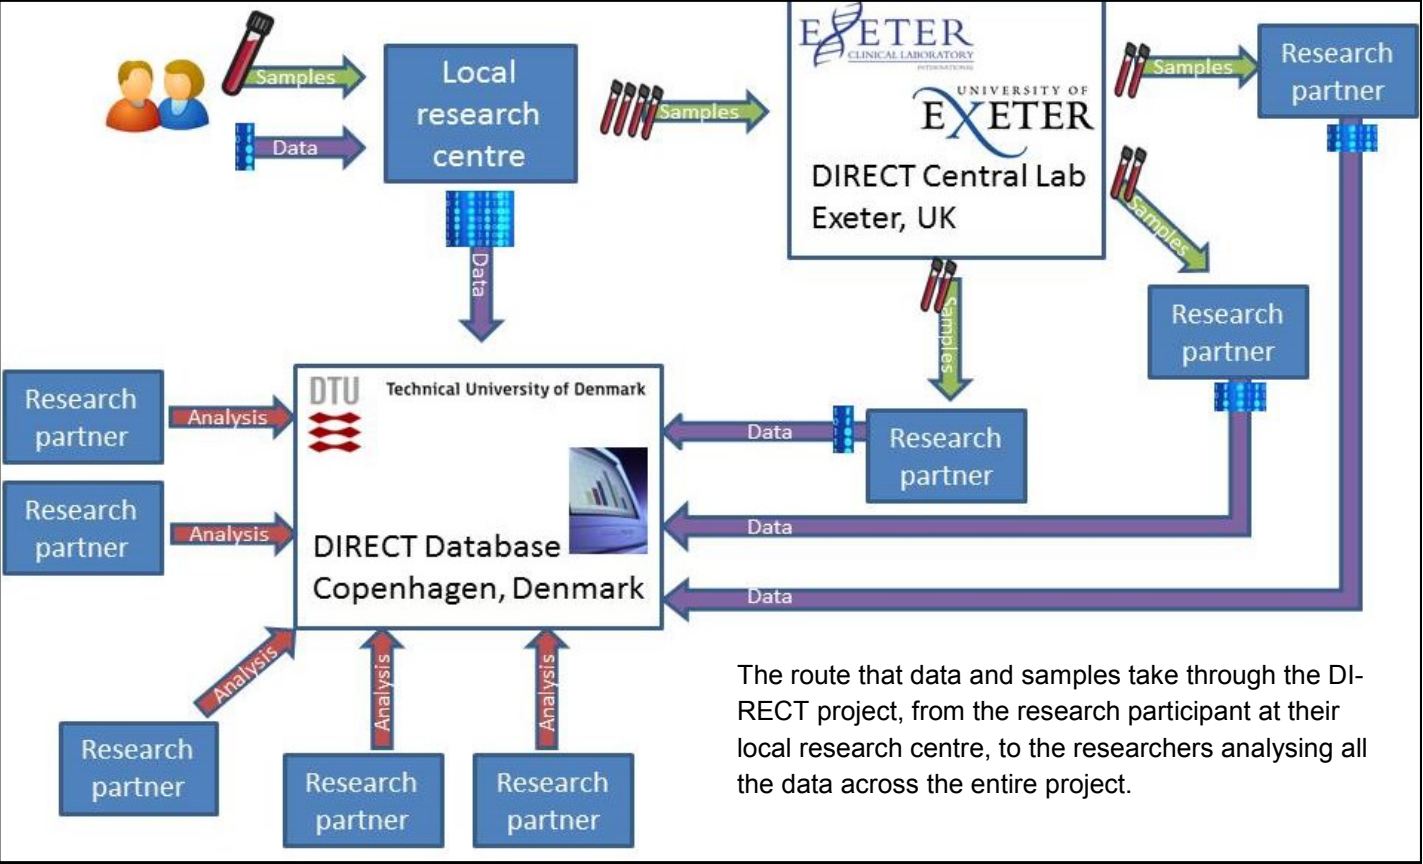 Samples
Data
Local
research
centre
Samples
EXETER
CLINICAL LABORATORY
INTERNATIONAL
UNIVERSITY OF
EXETER
DIRECT Central Lab
Exeter, UK
Samples
Research
partner
Samples
Research
partner
Samples
Research
partner
Data
Data
Data
Data
DTU
Technical University of Denmark
DIRECT Database
Copenhagen, Denmark
Research
partner
Analysis
Research
partner
Analysis
Research
partner
Analysis
Research
partner
Analysis
Research
partner
Analysis
The route that data and samples take through the DI-
RECT project, from the research participant at their
local research centre, to the researchers analysing all
the data across the entire project.